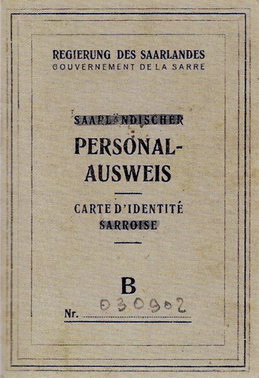 REGIERUNG DES SAARLANDES
GOUVERNEMENT DE LA SARRE
SAARLÄNDISCHER
PERSONAL-
AUSWEIS
CARTE D'IDENTITÉ
SARROISE
B
Nr. 030902